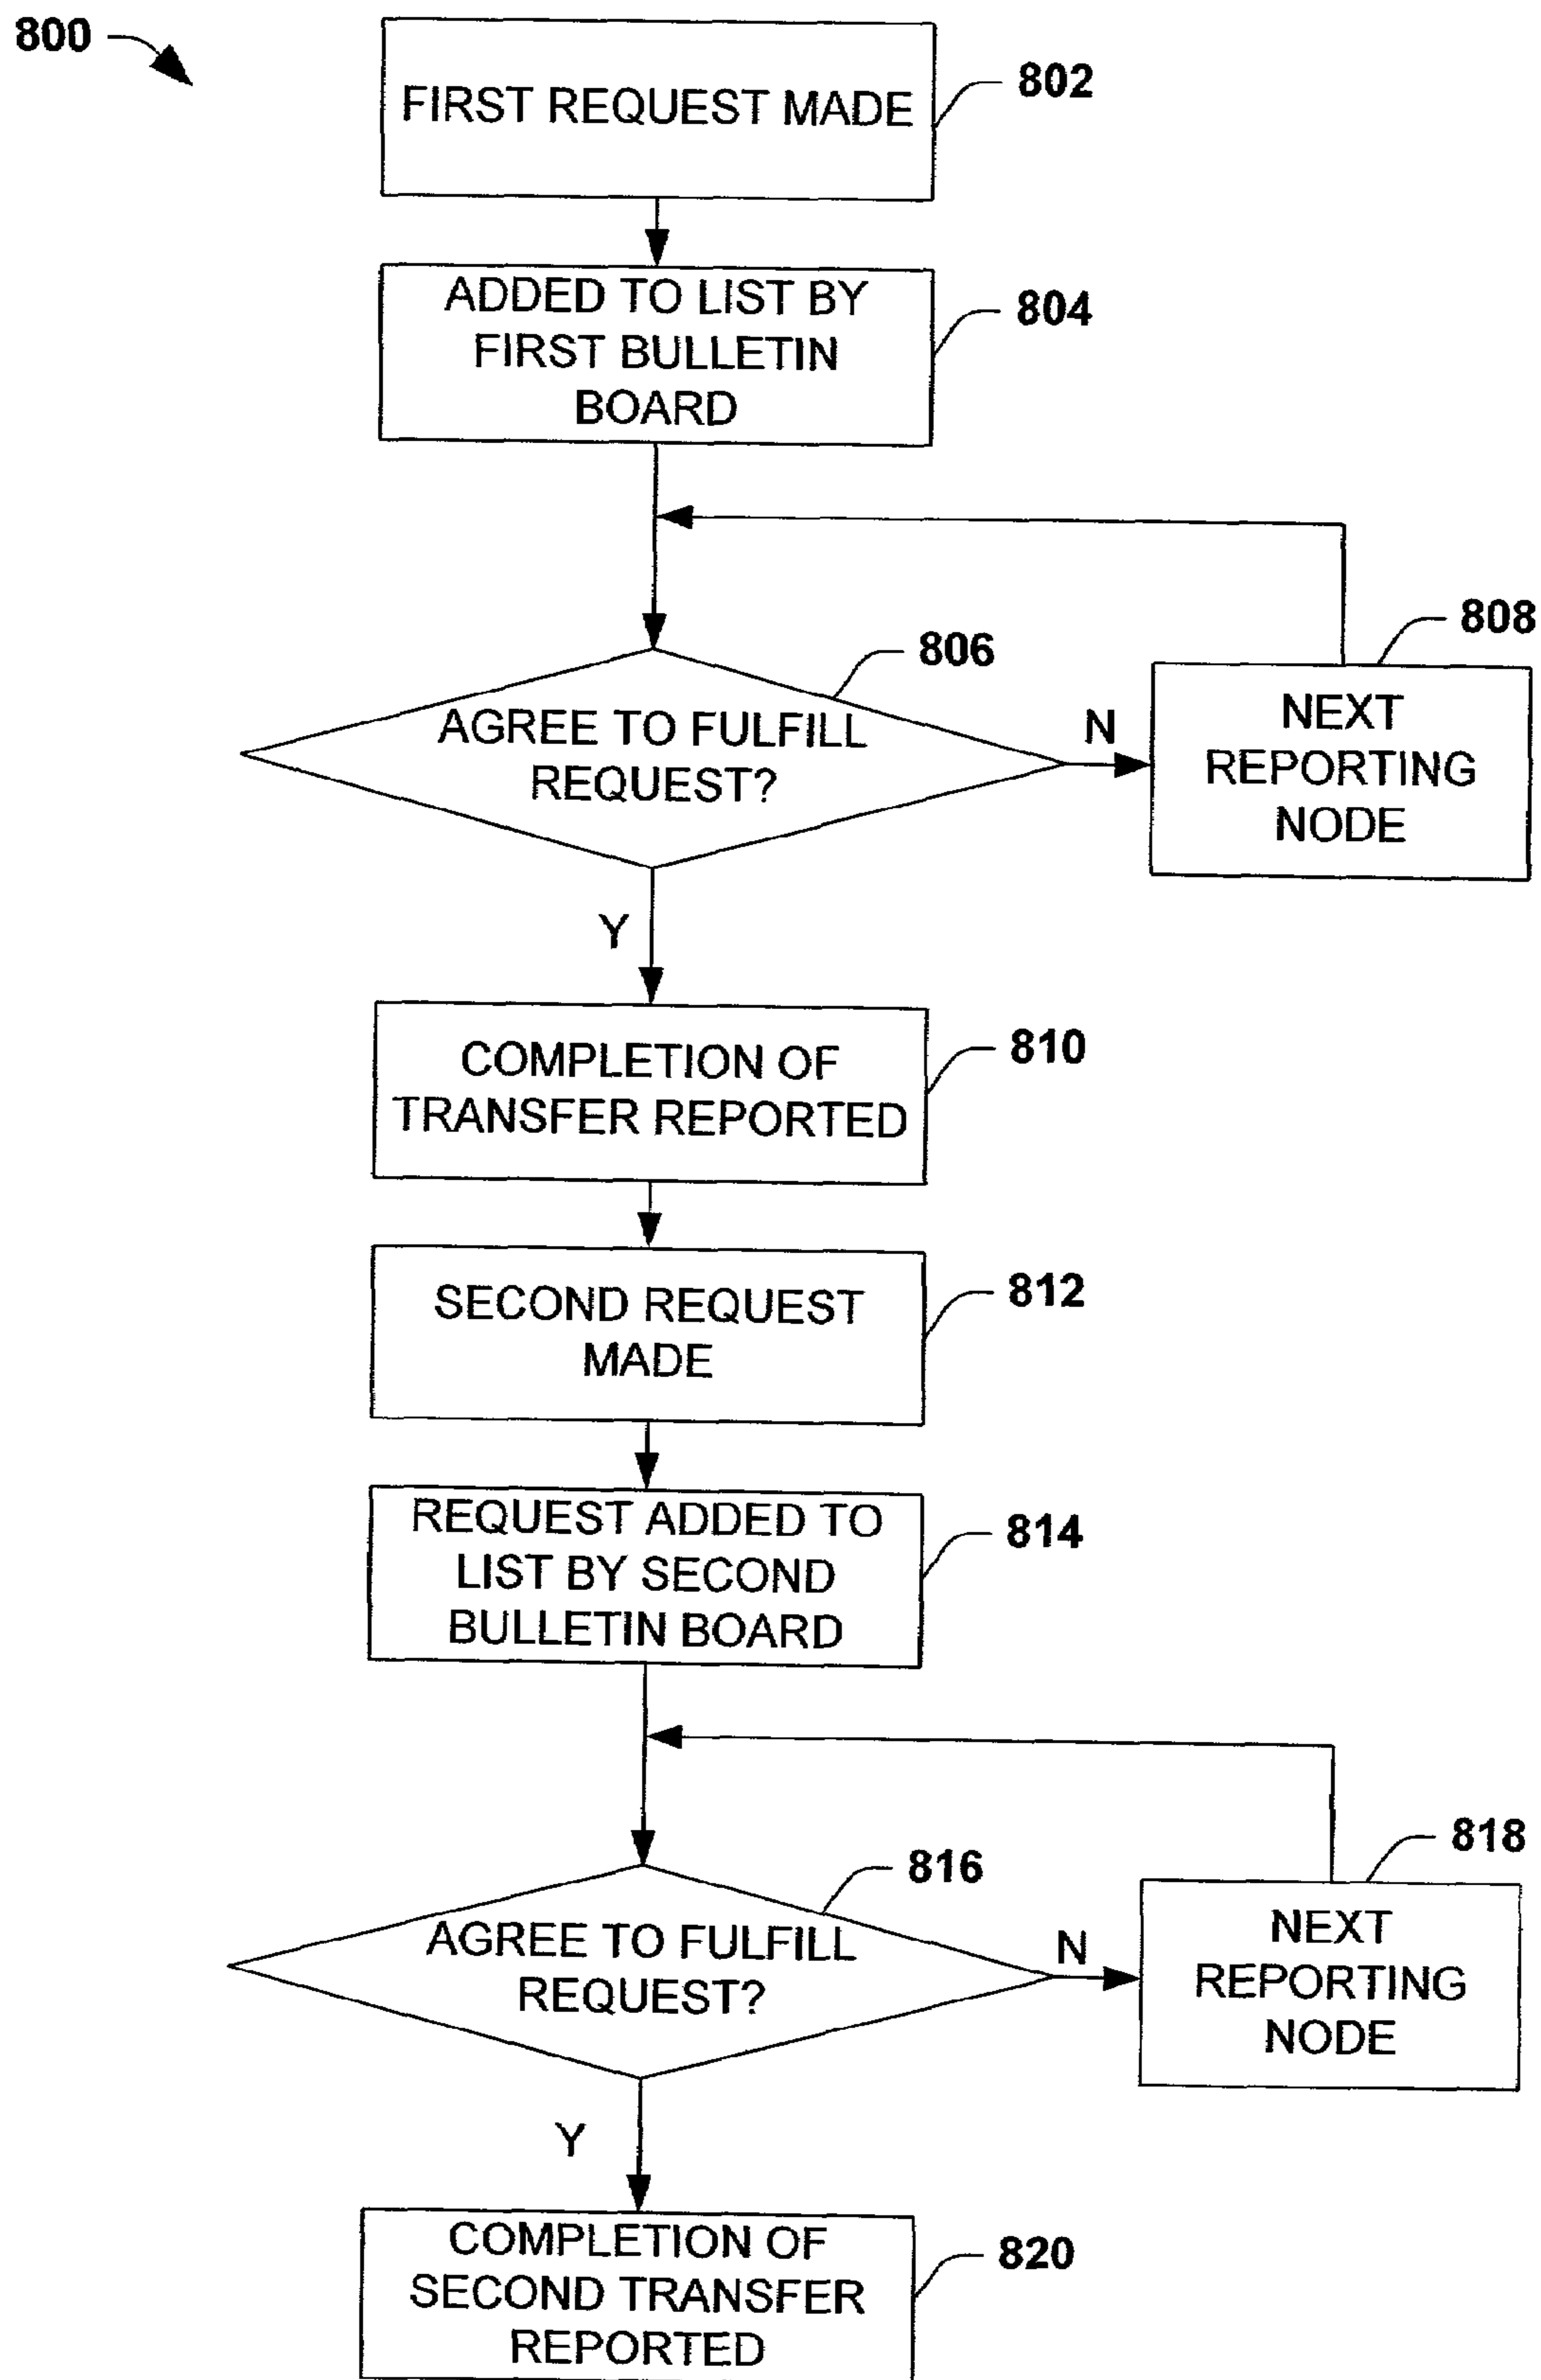 800
FIRST REQUEST MADE
802
ADDED TO LIST BY
FIRST BULLETIN
BOARD
804
806
808
AGREE TO FULFILL
REQUEST?
N
NEXT
REPORTING
NODE
Y
COMPLETION OF
TRANSFER REPORTED
810
SECOND REQUEST
MADE
812
REQUEST ADDED TO
LIST BY SECOND
BULLETIN BOARD
814
816
818
AGREE TO FULFILL
REQUEST?
N
NEXT
REPORTING
NODE
Y
COMPLETION OF
SECOND TRANSFER
REPORTED
820